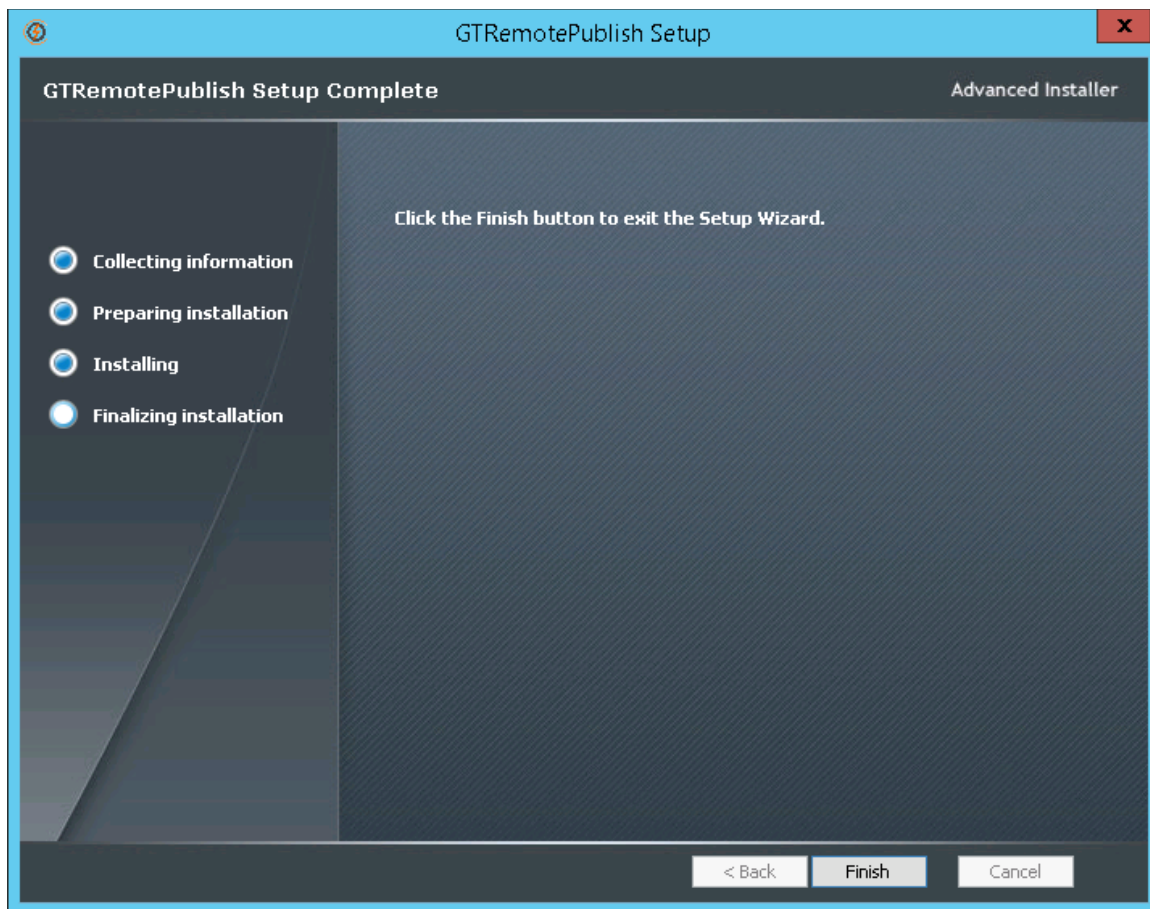 GTRemotePublish Setup
x
GTRemotePublish Setup Complete
Advanced Installer
Click the Finish button to exit the Setup Wizard.
Collecting information
Preparing installation
Installing
Finalizing installation
< Back
Finish
Cancel